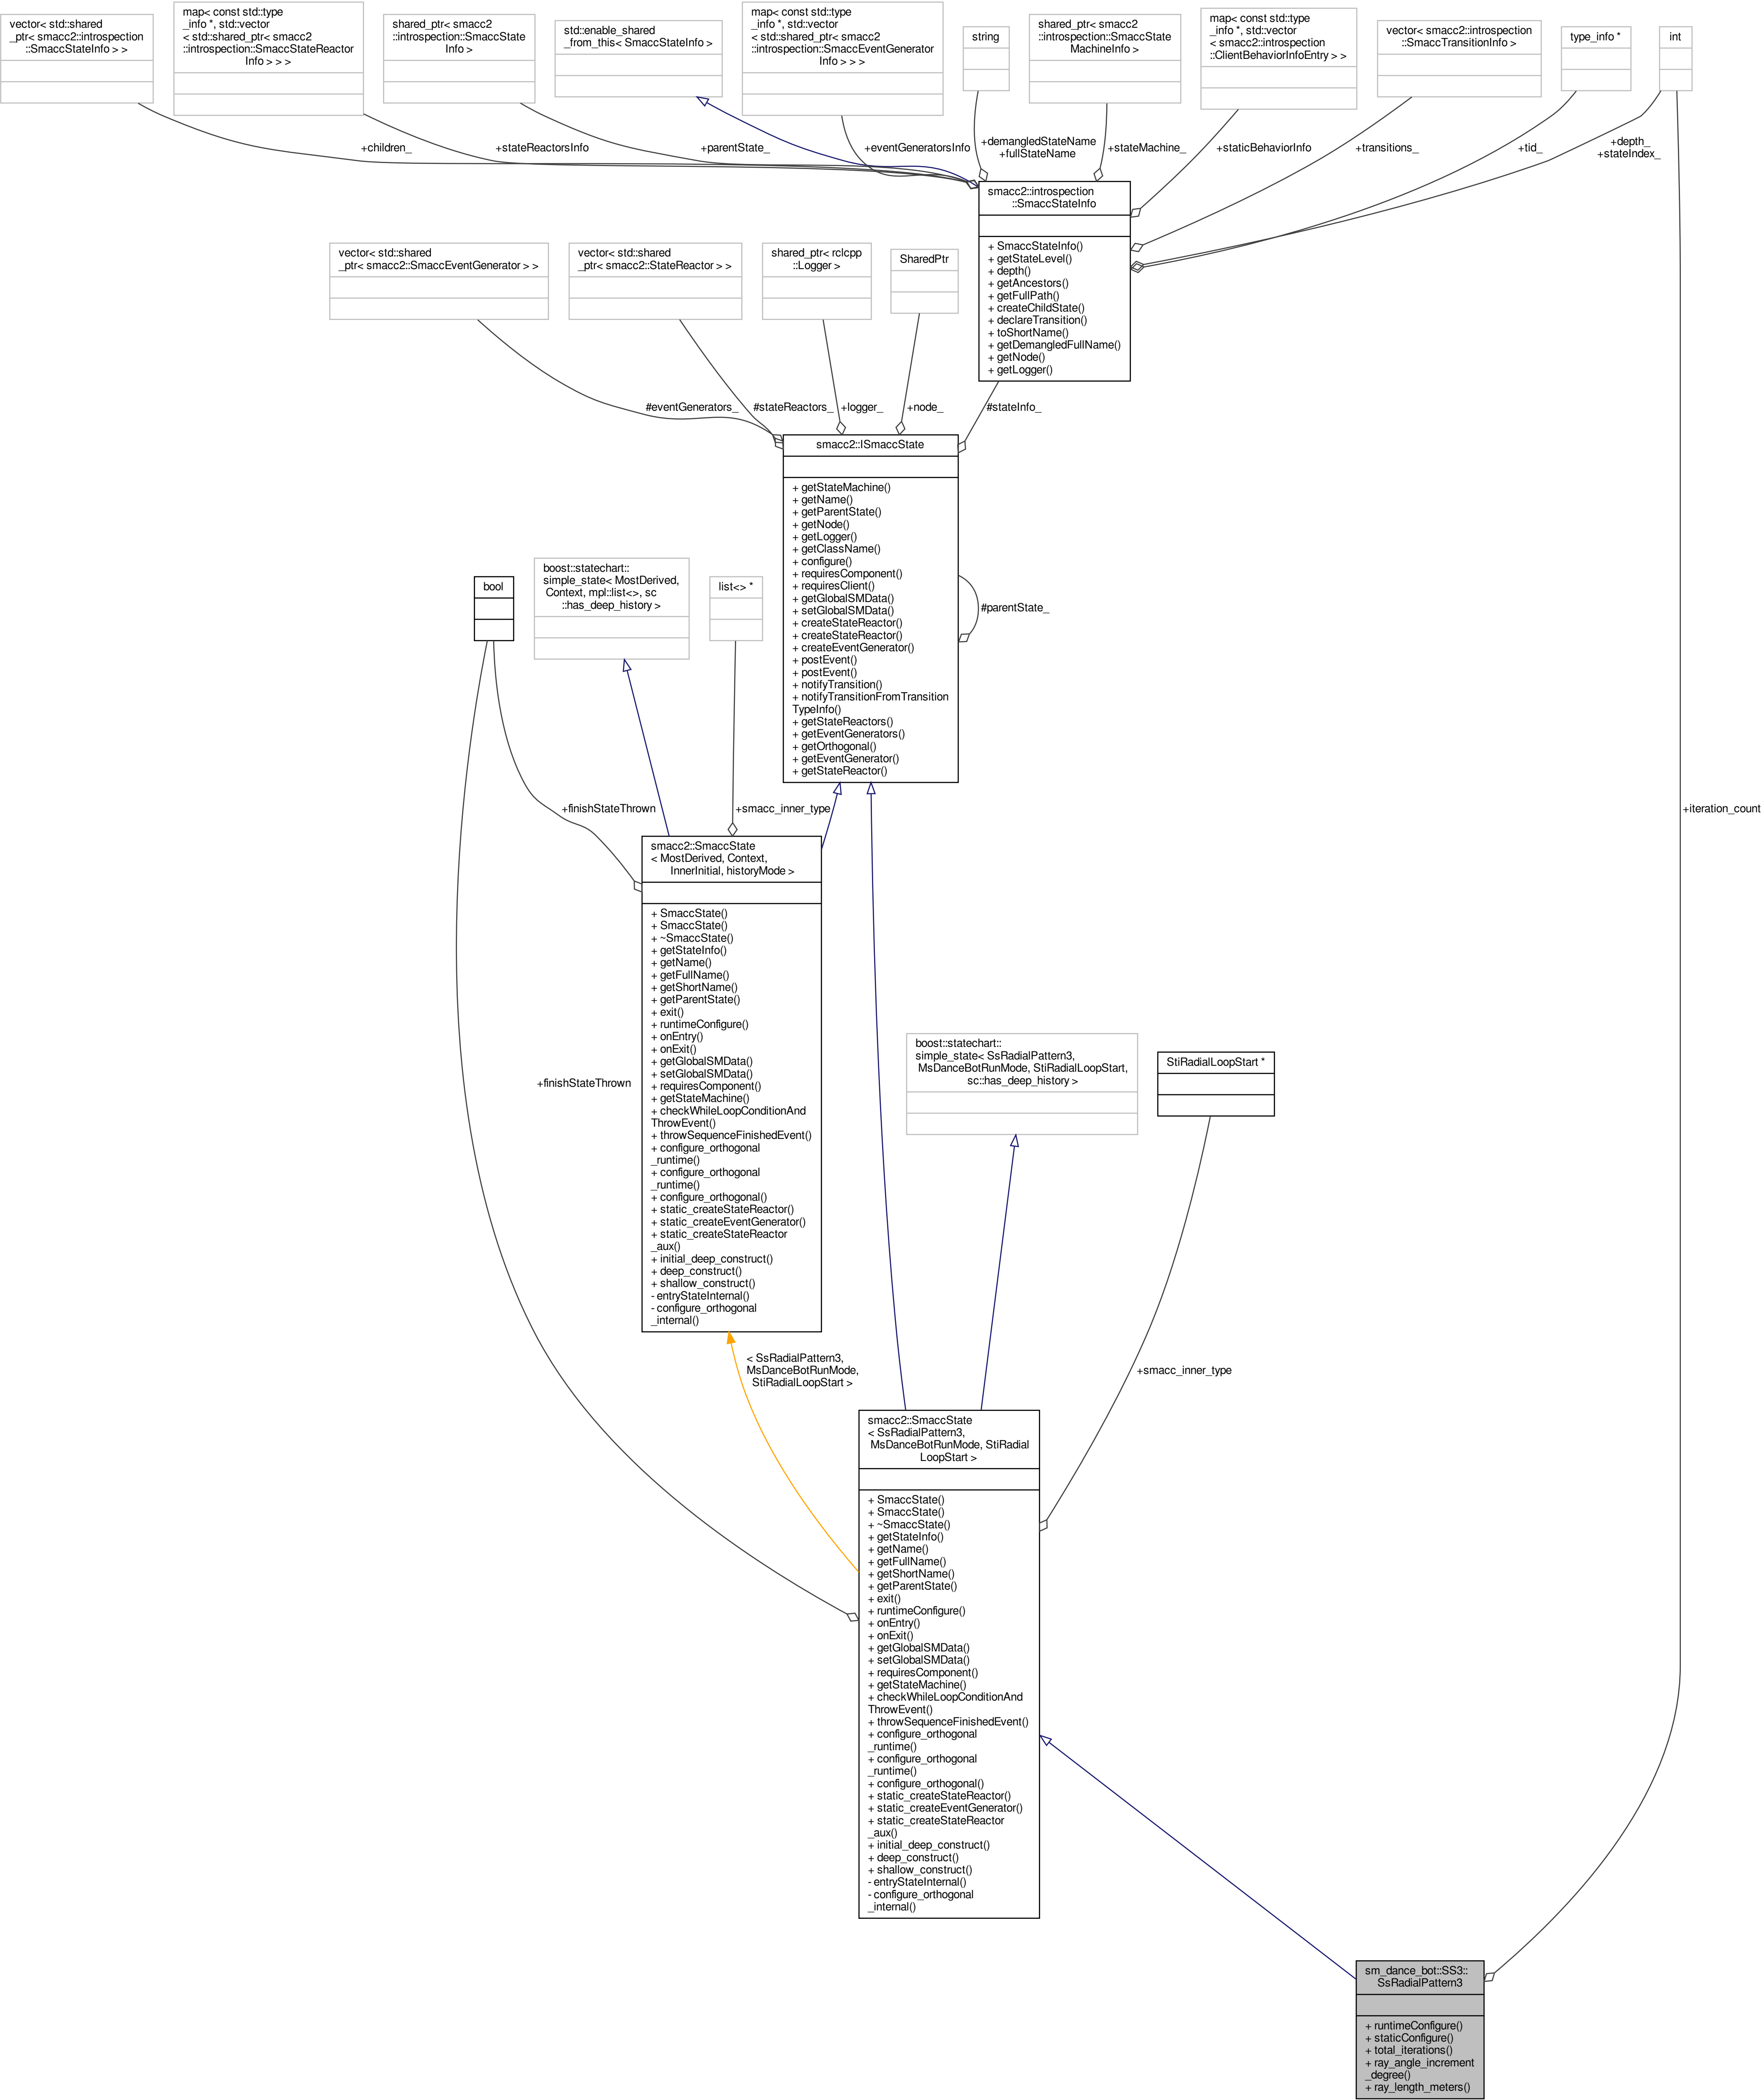 vector< std::shared
_ptr< smacc2::introspection
::SmaccStateInfo > >
map< const std::type
_info *, std::vector
< std::shared_ptr< smacc2
::introspection::SmaccStateReactor
Info > > >
shared_ptr< smacc2
::introspection::SmaccState
Info >
std::enable_shared
_from_this< SmaccStateInfo >
map< const std::type
_info *, std::vector
< std::shared_ptr< smacc2
::introspection::SmaccEventGenerator
Info > > >
string
shared_ptr< smacc2
::introspection::SmaccState
MachineInfo >
map< const std::type
_info *, std::vector
< smacc2::introspection
::ClientBehaviorInfoEntry > >
vector< smacc2::introspection
::SmaccTransitionInfo >
type_info *
int
+children_
+stateReactorsInfo
+parentState_
+eventGeneratorsInfo
+demangledStateName
+fullStateName
+stateMachine_
+staticBehaviorInfo
+transitions_
+tid_
+depth_
+stateIndex_
smacc2::introspection
::SmaccStateInfo
+ SmaccStateInfo()
+ getStateLevel()
+ depth()
+ getAncestors()
+ getFullPath()
+ createChildState()
+ declareTransition()
+ toShortName()
+ getDemangledFullName()
+ getNode()
+ getLogger()
vector< std::shared
_ptr< smacc2::SmaccEventGenerator > >
vector< std::shared
_ptr< smacc2::StateReactor > >
shared_ptr< rclcpp
::Logger >
SharedPtr
#eventGenerators_
#stateReactors_
+logger_
+node_
#stateInfo_
smacc2::ISmaccState
+ getStateMachine()
+ getName()
+ getParentState()
+ getNode()
+ getLogger()
+ getClassName()
+ configure()
+ requiresComponent()
+ requiresClient()
+ getGlobalSMData()
+ setGlobalSMData()
+ createStateReactor()
+ createStateReactor()
+ createEventGenerator()
+ postEvent()
+ postEvent()
+ notifyTransition()
+ notifyTransitionFromTransition
TypeInfo()
+ getStateReactors()
+ getEventGenerators()
+ getOrthogonal()
+ getEventGenerator()
+ getStateReactor()
#parentState_
bool
boost::statechart::
simple_state< MostDerived,
Context, mpl::list<>, sc
::has_deep_history >
list<> *
+finishStateThrown
+smacc_inner_type
+iteration_count
smacc2::SmaccState
< MostDerived, Context,
InnerInitial, historyMode >
+ SmaccState()
+ SmaccState()
+ ~SmaccState()
+ getStateInfo()
+ getName()
+ getFullName()
+ getShortName()
+ getParentState()
+ exit()
+ runtimeConfigure()
+ onEntry()
+ onExit()
+ getGlobalSMData()
+ setGlobalSMData()
+ requiresComponent()
+ getStateMachine()
+ checkWhileLoopConditionAnd
ThrowEvent()
+ throwSequenceFinishedEvent()
+ configure_orthogonal
_runtime()
+ configure_orthogonal
_runtime()
+ configure_orthogonal()
+ static_createStateReactor()
+ static_createEventGenerator()
+ static_createStateReactor
_aux()
+ initial_deep_construct()
+ deep_construct()
+ shallow_construct()
- entryStateInternal()
- configure_orthogonal
_internal()
+finishStateThrown
boost::statechart::
simple_state< SsRadialPattern3,
MsDanceBotRunMode, StiRadialLoopStart,
sc::has_deep_history >
StiRadialLoopStart *
< SsRadialPattern3,
MsDanceBotRunMode,
StiRadialLoopStart >
+smacc_inner_type
smacc2::SmaccState
< SsRadialPattern3,
MsDanceBotRunMode, StiRadial
LoopStart >
+ SmaccState()
+ SmaccState()
+ ~SmaccState()
+ getStateInfo()
+ getName()
+ getFullName()
+ getShortName()
+ getParentState()
+ exit()
+ runtimeConfigure()
+ onEntry()
+ onExit()
+ getGlobalSMData()
+ setGlobalSMData()
+ requiresComponent()
+ getStateMachine()
+ checkWhileLoopConditionAnd
ThrowEvent()
+ throwSequenceFinishedEvent()
+ configure_orthogonal
_runtime()
+ configure_orthogonal
_runtime()
+ configure_orthogonal()
+ static_createStateReactor()
+ static_createEventGenerator()
+ static_createStateReactor
_aux()
+ initial_deep_construct()
+ deep_construct()
+ shallow_construct()
- entryStateInternal()
- configure_orthogonal
_internal()
sm_dance_bot::SS3::
SsRadialPattern3
+ runtimeConfigure()
+ staticConfigure()
+ total_iterations()
+ ray_angle_increment
_degree()
+ ray_length_meters()